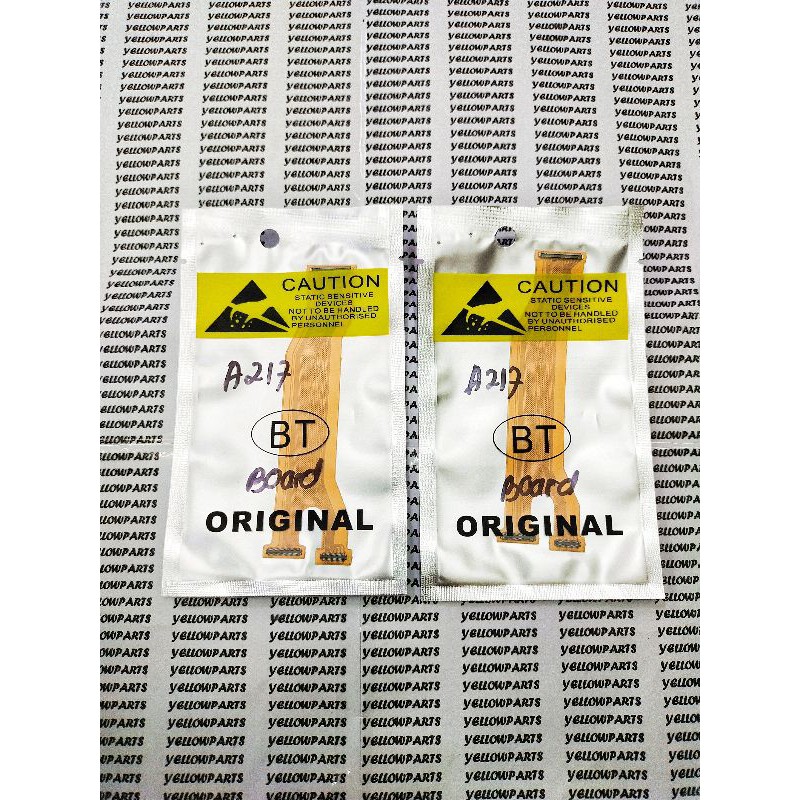 yellowPARTS
CAUTION
STATIC SENSITIVE
DEVICES
NOT TO BE HANDLED
BY UNAUTHORISED
PERSONNEL
A217
BT
Board
ORIGINAL
CAUTION
STATIC SENSITIVE
DEVICES
NOT TO BE HANDLED
BY UNAUTHORISED
PERSONNEL
A217
BT
Board
ORIGINAL
yellowPARTS